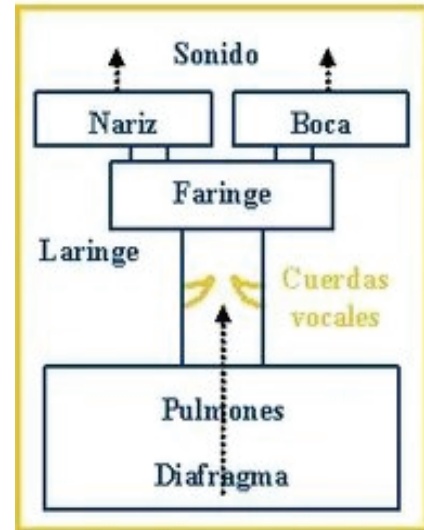 Sonido
Nariz
Boca
Faringe
Laringe
Cuerdas
vocales
Pulmones
Diafragma